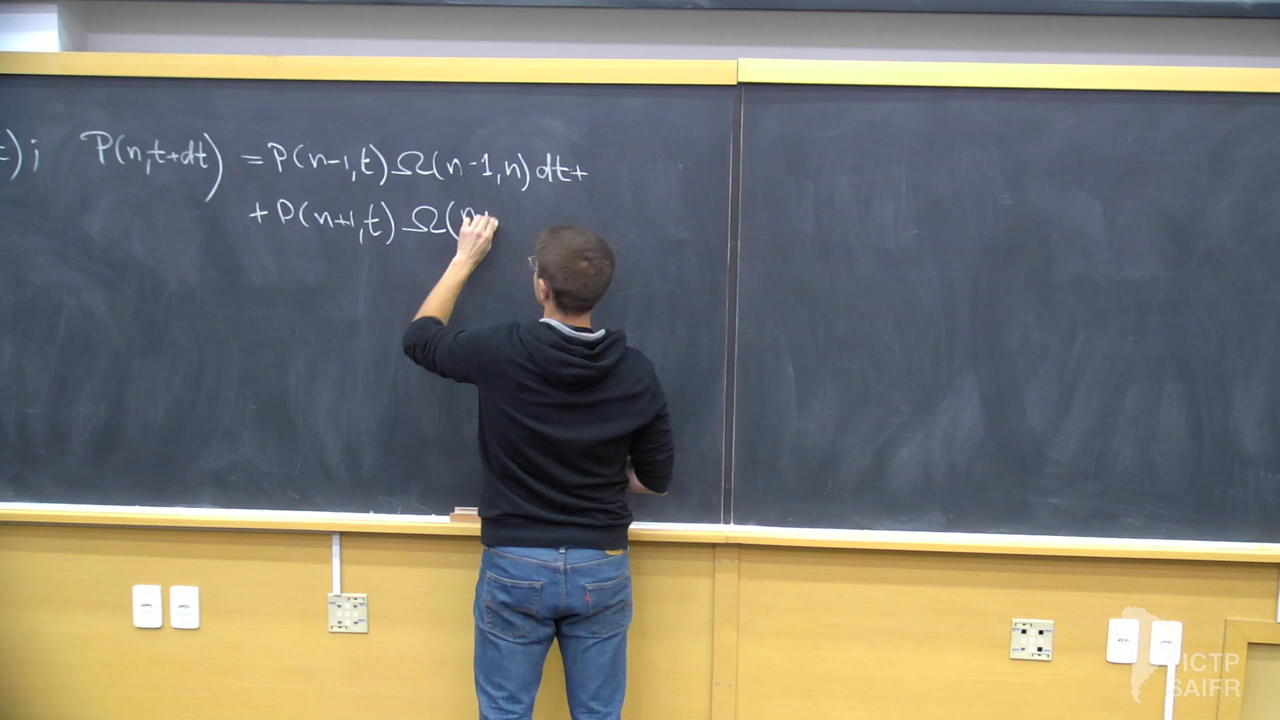 t) ; P(n,t+dt) = P(n-1,t) Ω(n-1,n) dt +
+ P(n+1,t) Ω(n+
ICTP
SAIFR